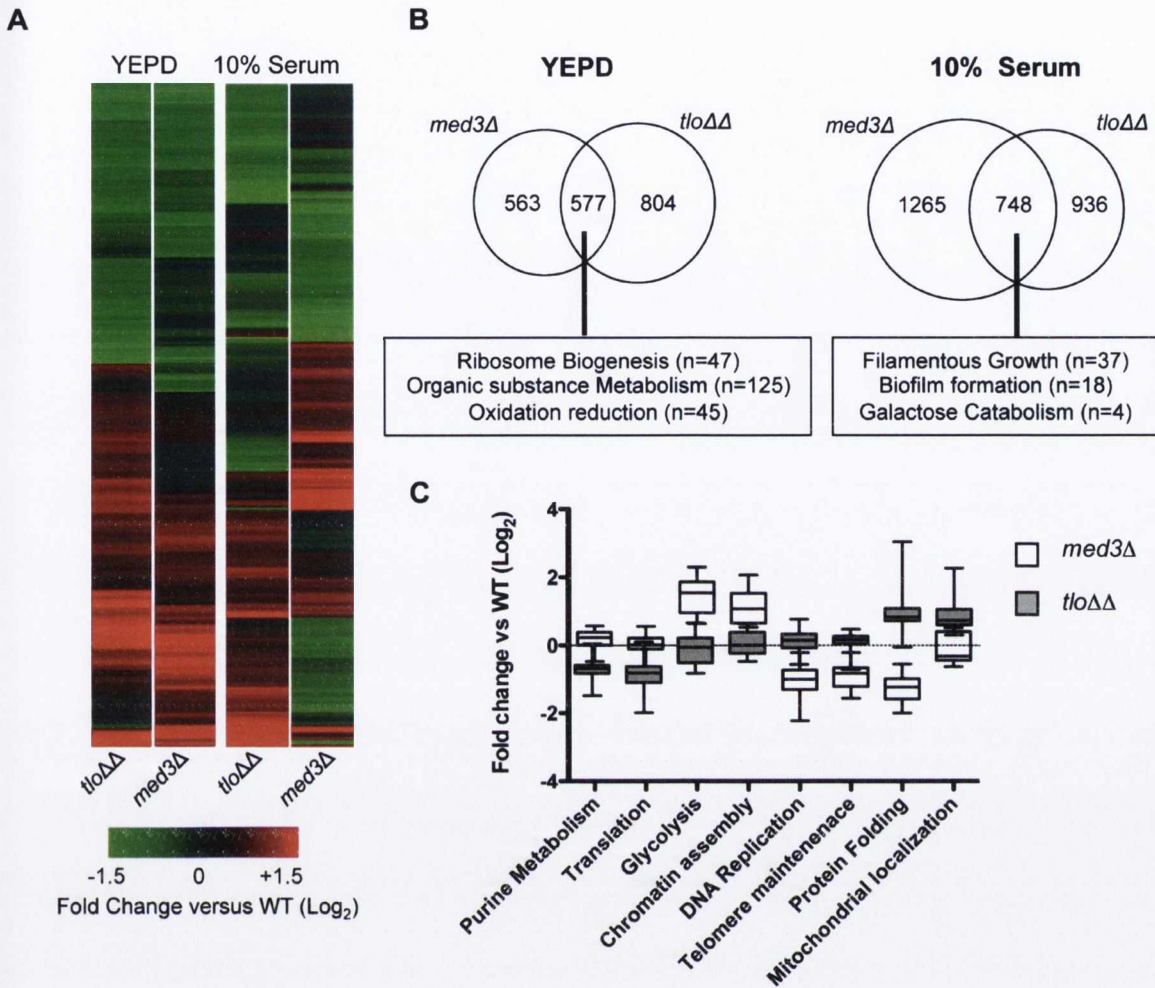 A
YEPD 10% Serum
tloΔΔ
med3Δ
tloΔΔ
med3Δ
-1.5 0 +1.5
Fold Change versus WT (Log2)
B
YEPD
med3Δ
tloΔΔ
563 577 804
Ribosome Biogenesis (n=47)
Organic substance Metabolism (n=125)
Oxidation reduction (n=45)
10% Serum
med3Δ
tloΔΔ
1265 748 936
Filamentous Growth (n=37)
Biofilm formation (n=18)
Galactose Catabolism (n=4)
C
Fold change vs WT (Log2)
4
2
0
-2
-4
Purine Metabolism
Translation
Glycolysis
Chromatin assembly
DNA Replication
Telomere maintenenace
Protein Folding
Mitochondrial localization
med3Δ
tloΔΔ